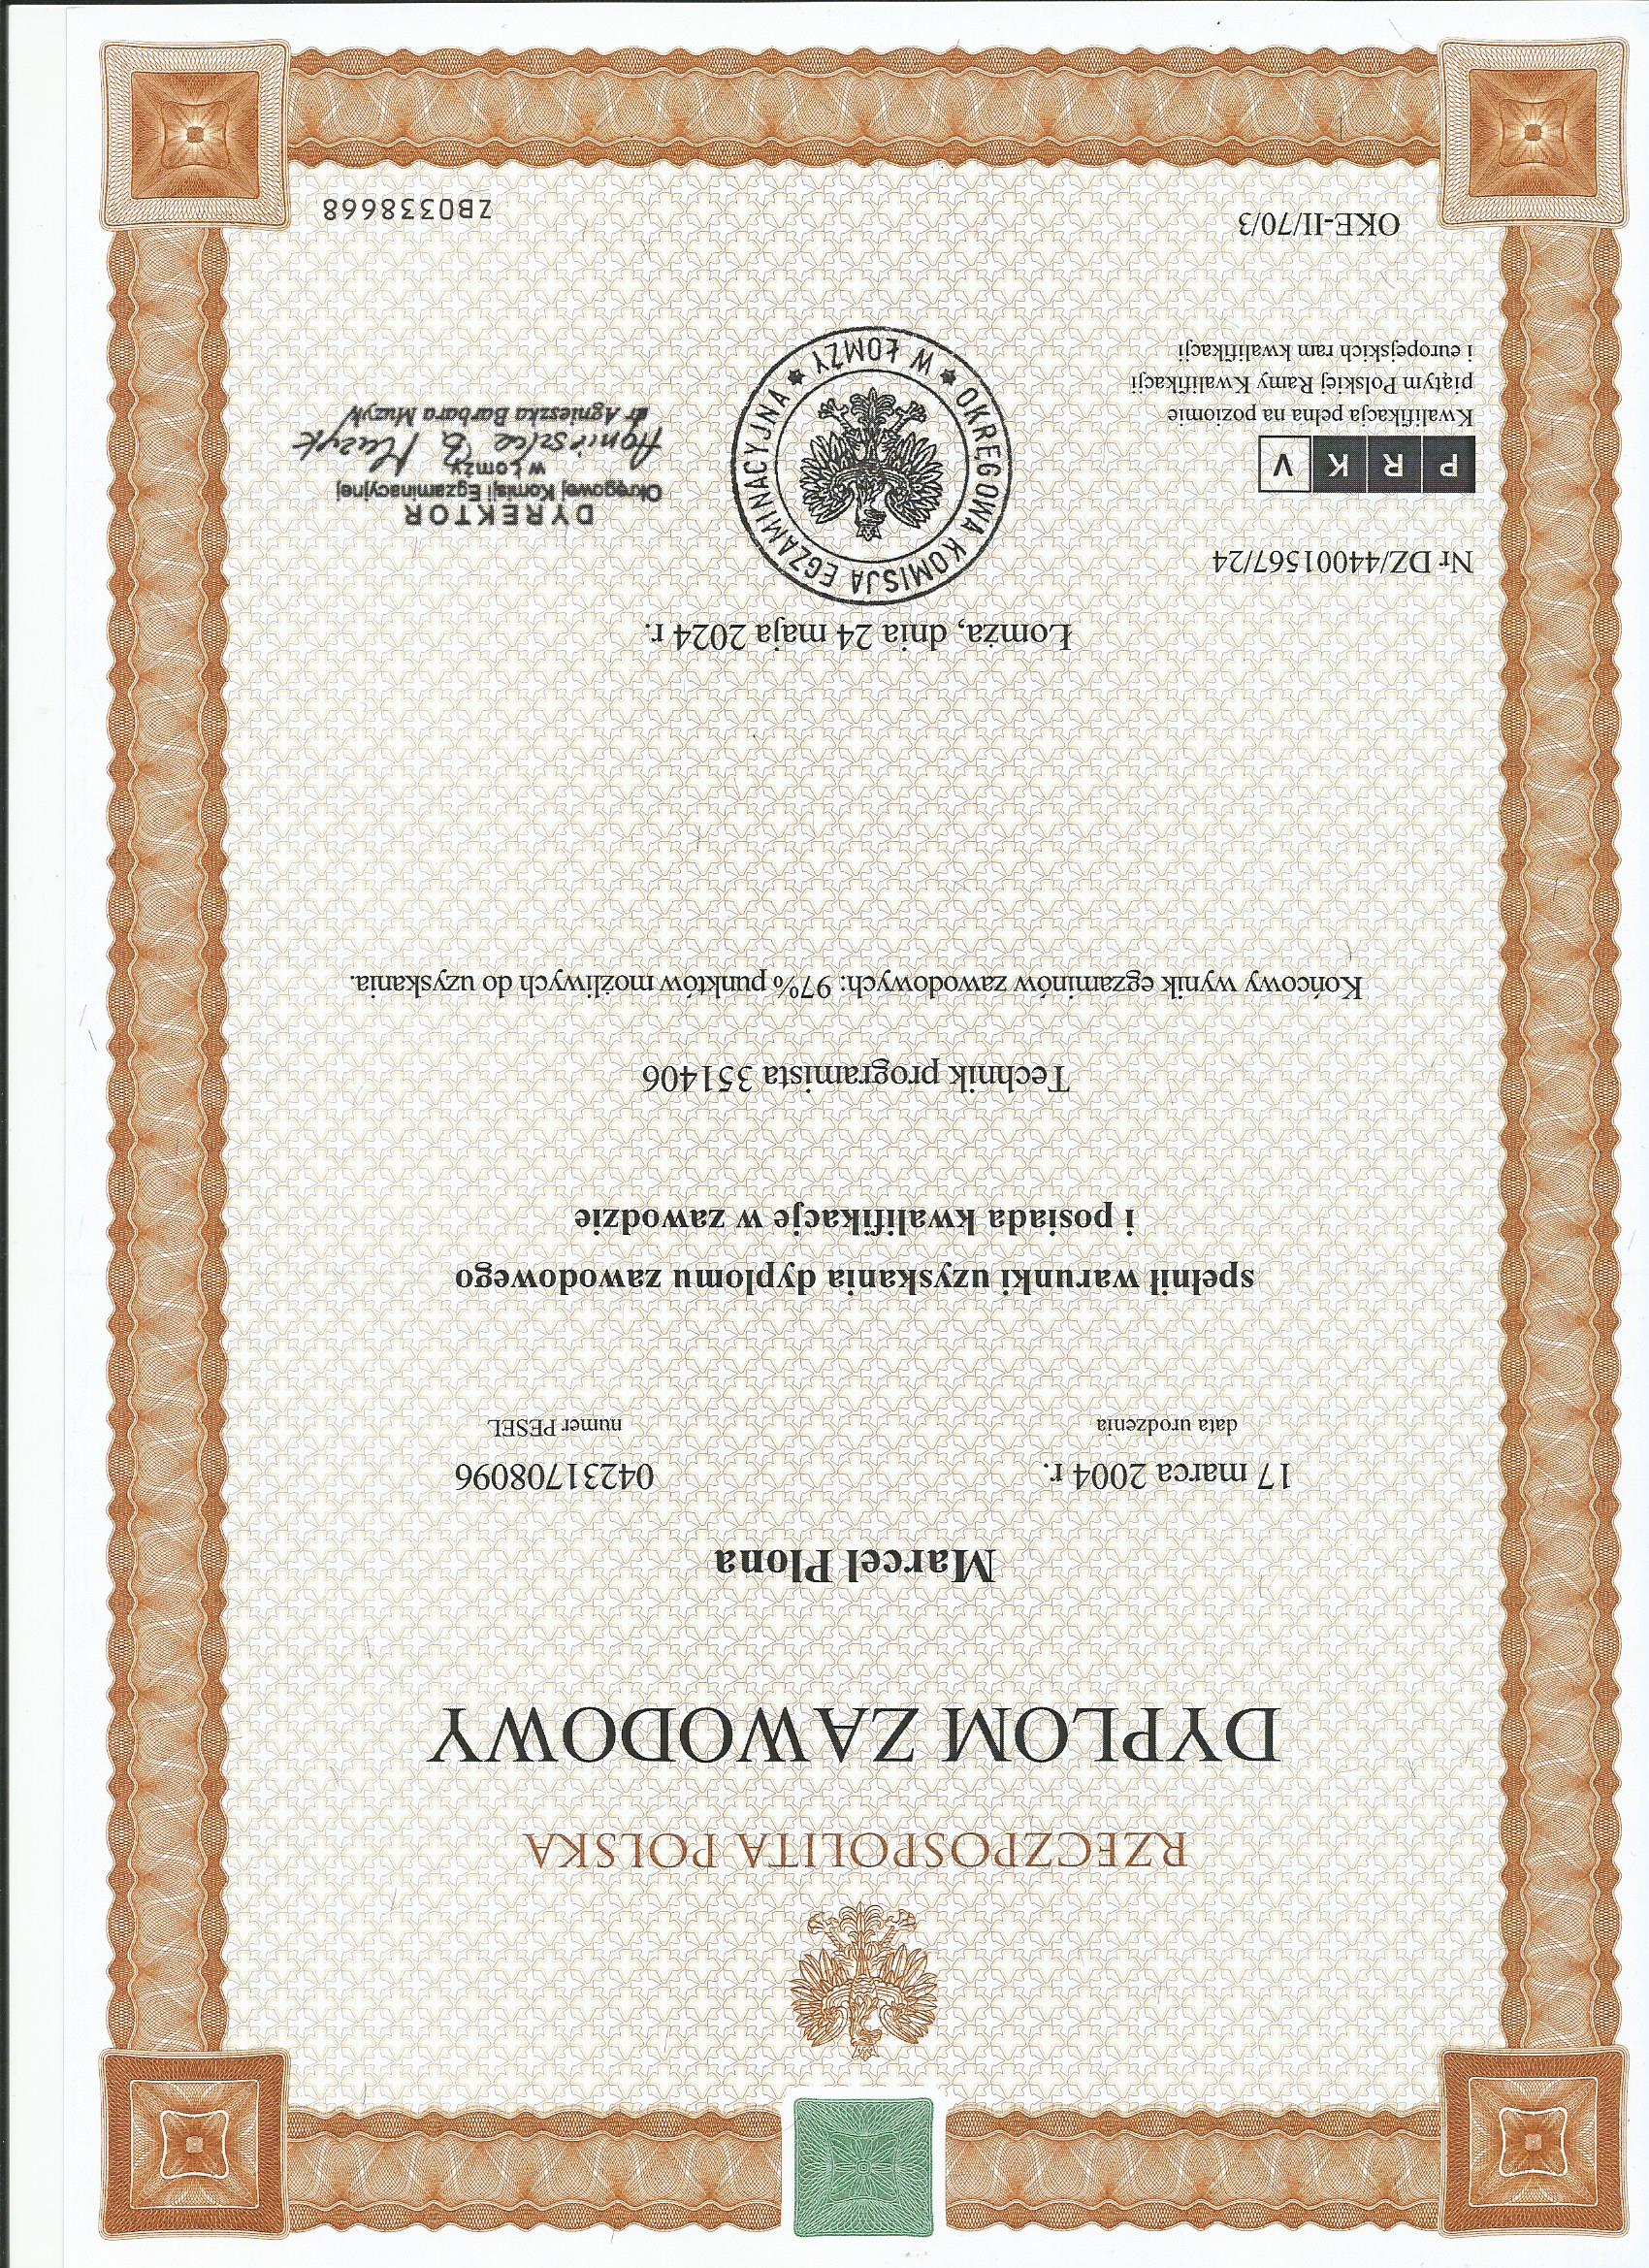 RZECZPOSPOLITA POLSKA
DYPLOM ZAWODOWY
Marcel Plona
17 marca 2004 r.
04231708096
data urodzenia
numer PESEL
spełnił warunki uzyskania dyplomu zawodowego
i posiada kwalifikacje w zawodzie
Technik programista 351406
Końcowy wynik egzaminów zawodowych: 97% punktów możliwych do uzyskania.
Łomża, dnia 24 maja 2024 r.
Nr DZ/44001567/24
P R K V
Kwalifikacja pełna na poziomie
piątym Polskiej Ramy Kwalifikacji
i europejskich ram kwalifikacji
OKRĘGOWA KOMISJA EGZAMINACYJNA
W ŁOMŻY
DYREKTOR
Okręgowej Komisji Egzaminacyjnej
w Łomży
Agnieszka B Muzyk
dr Agnieszka Barbara Muzyk
OKE-II/70/3
ZB0338668